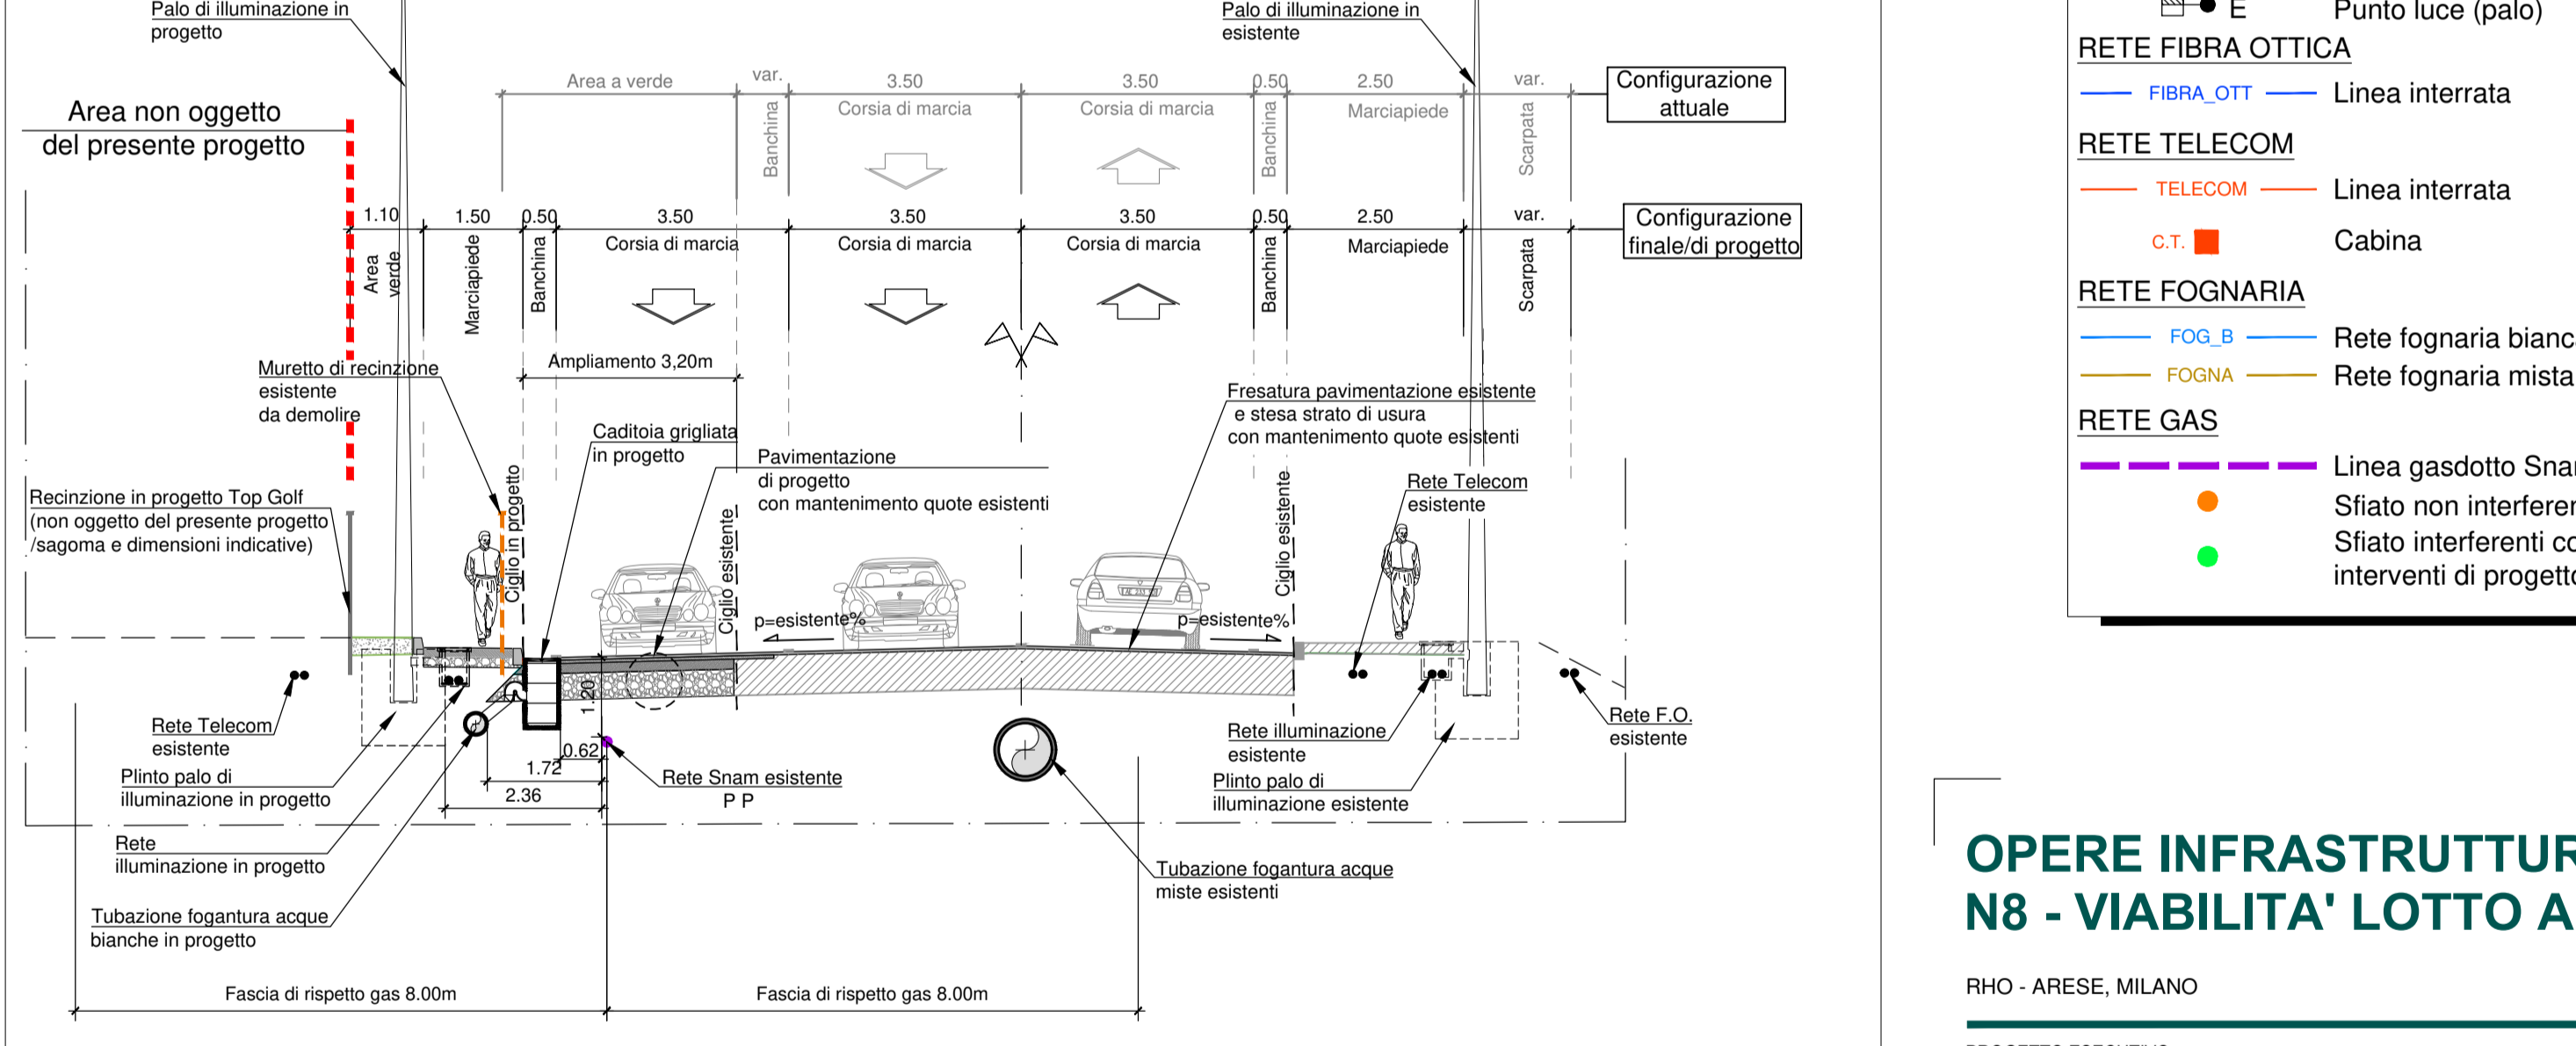 Palo di illuminazione in
progetto
Palo di illuminazione in
esistente
Area non oggetto
del presente progetto
Area a verde
var.
3.50
3.50
0.50
2.50
var.
Banchina
Corsia di marcia
Corsia di marcia
Banchina
Marciapiede
Scarpata
Configurazione
attuale
1.10
1.50
0.50
3.50
3.50
3.50
0.50
2.50
var.
Area
verde
Marciapiede
Banchina
Corsia di marcia
Corsia di marcia
Corsia di marcia
Banchina
Marciapiede
Scarpata
Configurazione
finale/di progetto
Ampliamento 3,20m
Muretto di recinzione
esistente
da demolire
Caditoia grigliata
in progetto
Pavimentazione
di progetto
con mantenimento quote esistenti
Fresatura pavimentazione esistente
e stesa strato di usura
con mantenimento quote esistenti
Recinzione in progetto Top Golf
(non oggetto del presente progetto
/sagoma e dimensioni indicative)
Ciglio in progetto
Ciglio esistente
Ciglio esistente
Rete Telecom
esistente
p=esistente%
p=esistente%
1.20
0.62
1.72
2.36
Rete Telecom
esistente
Plinto palo di
illuminazione in progetto
Rete
illuminazione in progetto
Tubazione fogantura acque
bianche in progetto
Rete Snam esistente
P P
Rete illuminazione
esistente
Plinto palo di
illuminazione esistente
Rete F.O.
esistente
Tubazione fogantura acque
miste esistenti
Fascia di rispetto gas 8.00m
Fascia di rispetto gas 8.00m
E Punto luce (palo)
RETE FIBRA OTTICA
FIBRA_OTT Linea interrata
RETE TELECOM
TELECOM Linea interrata
C.T. Cabina
RETE FOGNARIA
FOG_B Rete fognaria bianc
FOGNA Rete fognaria mista
RETE GAS
Linea gasdotto Sna
Sfiato non interferen
Sfiato interferenti co
interventi di progetto
OPERE INFRASTRUTTUR
N8 - VIABILITA' LOTTO A
RHO - ARESE, MILANO